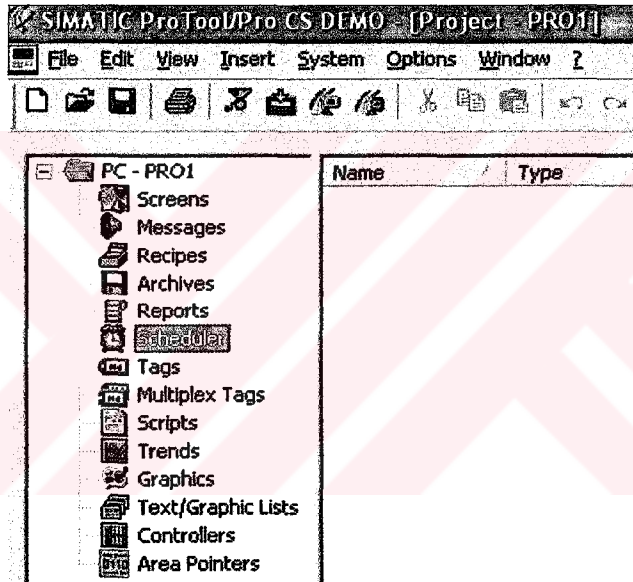 SIMATIC ProTool/Pro CS DEMO - [Project - PRO1]
File Edit View Insert System Options Window ?
PC - PRO1
Name Type
Screens
Messages
Recipes
Archives
Reports
Scheduler
Tags
Multiplex Tags
Scripts
Trends
Graphics
Text/Graphic Lists
Controllers
Area Pointers